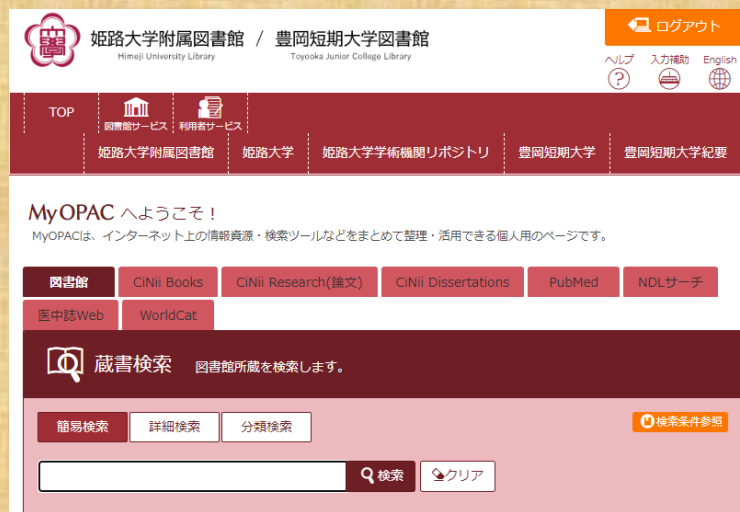 姫路大学附属図書館 / 豊岡短期大学図書館
Himeji University Library Toyooka Junior College Library
ログアウト
ヘルプ 入力補助 English
TOP 図書館サービス 利用者サービス
姫路大学附属図書館 姫路大学 姫路大学学術機関リポジトリ 豊岡短期大学 豊岡短期大学紀要
My OPAC へようこそ！
MyOPACは、インターネット上の情報資源・検索ツールなどをまとめて整理・活用できる個人用のページです。
図書館 CiNii Books CiNii Research(論文) CiNii Dissertations PubMed NDLサーチ
医中誌Web WorldCat
蔵書検索 図書館所蔵を検索します。
簡易検索 詳細検索 分類検索 検索条件参照
検索 クリア